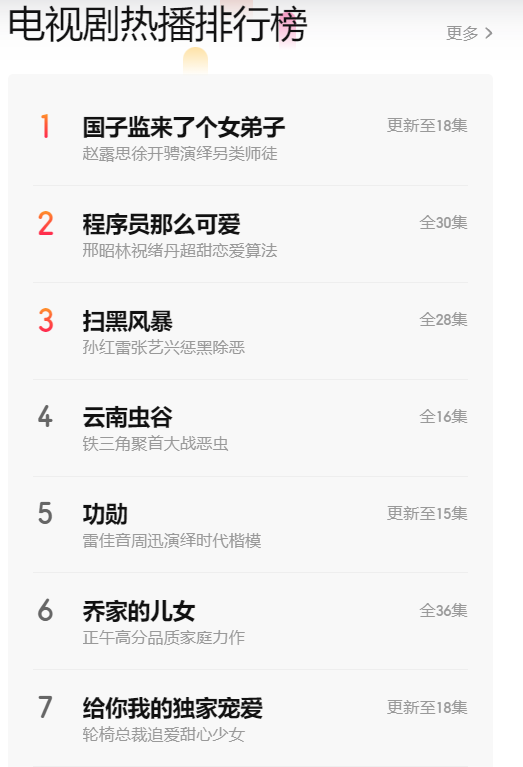 电视剧热播排行榜
更多
1
国子监来了个女弟子
更新至18集
赵露思徐开骋演绎另类师徒
2
程序员那么可爱
全30集
邢昭林祝绪丹超甜恋爱算法
3
扫黑风暴
全28集
孙红雷张艺兴惩黑除恶
4
云南虫谷
全16集
铁三角聚首大战恶虫
5
功勋
更新至15集
雷佳音周迅演绎时代楷模
6
乔家的儿女
全36集
正午高分品质家庭力作
7
给你我的独家宠爱
更新至18集
轮椅总裁追爱甜心少女